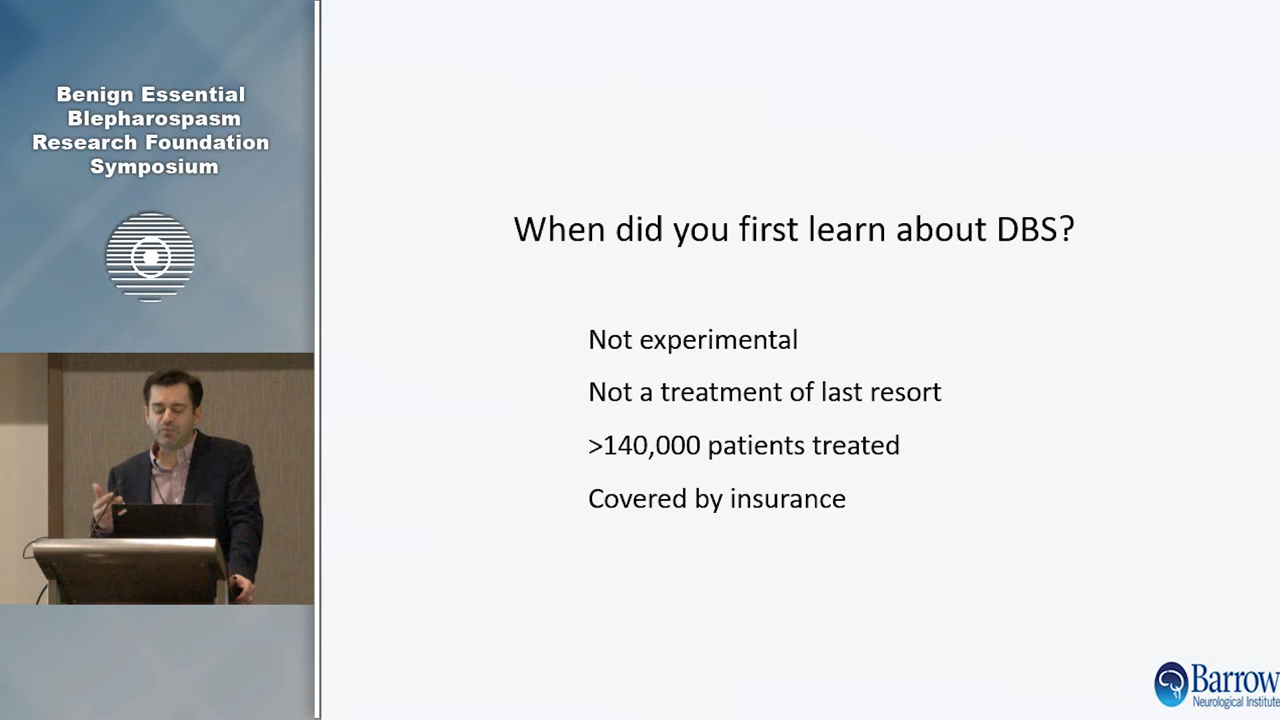 Benign Essential
Blepharospasm
Research Foundation
Symposium
When did you first learn about DBS?
Not experimental
Not a treatment of last resort
>140,000 patients treated
Covered by insurance
Barrow
Neurological Institute